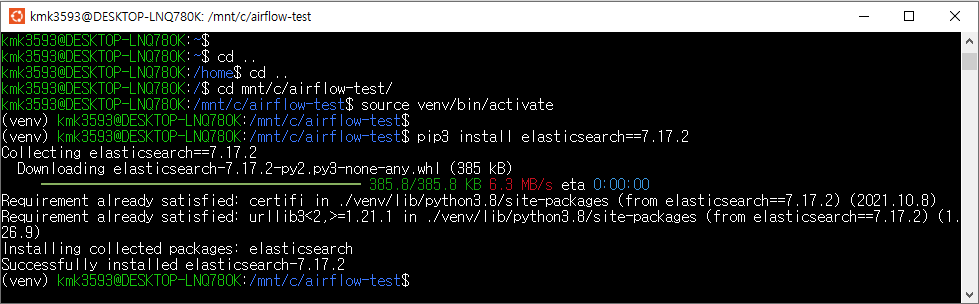 kmk3593@DESKTOP-LNQ780K: /mnt/c/airflow-test
kmk3593@DESKTOP-LNQ780K:~$
kmk3593@DESKTOP-LNQ780K:~$ cd ..
kmk3593@DESKTOP-LNQ780K:/home$ cd ..
kmk3593@DESKTOP-LNQ780K:/$ cd mnt/c/airflow-test/
kmk3593@DESKTOP-LNQ780K:/mnt/c/airflow-test$ source venv/bin/activate
(venv) kmk3593@DESKTOP-LNQ780K:/mnt/c/airflow-test$
(venv) kmk3593@DESKTOP-LNQ780K:/mnt/c/airflow-test$ pip3 install elasticsearch==7.17.2
Collecting elasticsearch==7.17.2
  Downloading elasticsearch-7.17.2-py2.py3-none-any.whl (385 kB)
385.8/385.8 KB 6.3 MB/s eta 0:00:00
Requirement already satisfied: certifi in ./venv/lib/python3.8/site-packages (from elasticsearch==7.17.2) (2021.10.8)
Requirement already satisfied: urllib3<2,>=1.21.1 in ./venv/lib/python3.8/site-packages (from elasticsearch==7.17.2) (1.
26.9)
Installing collected packages: elasticsearch
Successfully installed elasticsearch-7.17.2
(venv) kmk3593@DESKTOP-LNQ780K:/mnt/c/airflow-test$